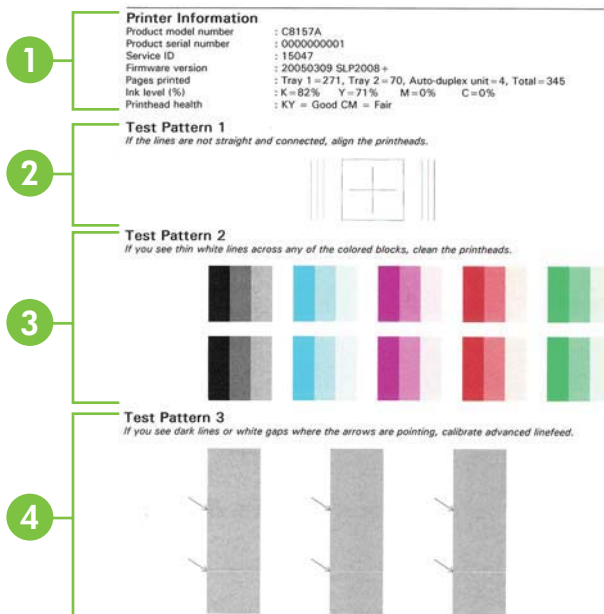 1
Printer Information
Product model number : C8157A
Product serial number : 0000000001
Service ID : 15047
Firmware version : 20050309 SLP2008+
Pages printed : Tray 1=271, Tray 2=70, Auto-duplex unit=4, Total=345
Ink level (%) : K=82% Y=71% M=0% C=0%
Printhead health : KY = Good CM = Fair
2
Test Pattern 1
If the lines are not straight and connected, align the printheads.
3
Test Pattern 2
If you see thin white lines across any of the colored blocks, clean the printheads.
4
Test Pattern 3
If you see dark lines or white gaps where the arrows are pointing, calibrate advanced linefeed.